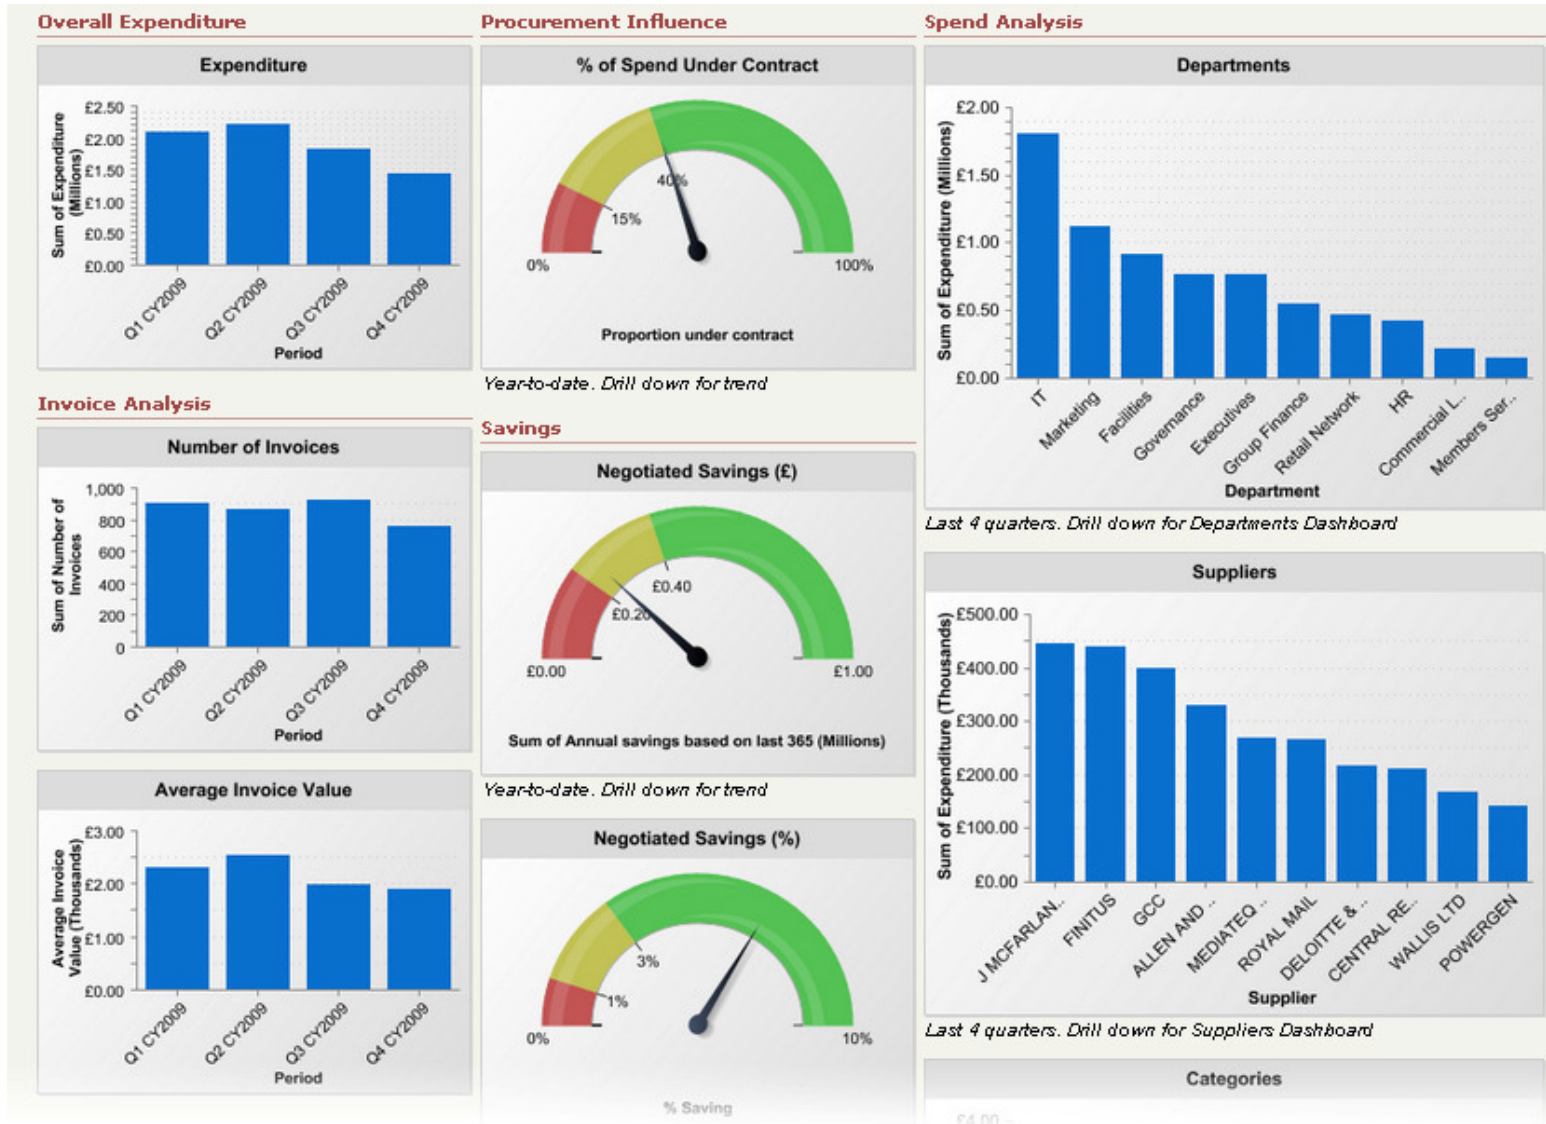 Overall Expenditure
Expenditure
Sum of Expenditure
(Millions)
£2.50
£2.00
£1.50
£1.00
£0.50
£0.00
Q1 CY2009
Q2 CY2009
Q3 CY2009
Q4 CY2009
Period
Invoice Analysis
Number of Invoices
Sum of Number of
Invoices
1,000
800
600
400
200
0
Q1 CY2009
Q2 CY2009
Q3 CY2009
Q4 CY2009
Period
Average Invoice Value
Average Invoice
Value (Thousands)
£3.00
£2.00
£1.00
£0.00
Q1 CY2009
Q2 CY2009
Q3 CY2009
Q4 CY2009
Period
Procurement Influence
% of Spend Under Contract
40%
15%
0%
100%
Proportion under contract
Year-to-date. Drill down for trend
Savings
Negotiated Savings (£)
£0.40
£0.20
£0.00
£1.00
Sum of Annual savings based on last 365 (Millions)
Year-to-date. Drill down for trend
Negotiated Savings (%)
3%
1%
0%
10%
% Saving
Spend Analysis
Departments
Sum of Expenditure (Millions)
£2.00
£1.50
£1.00
£0.50
£0.00
IT
Marketing
Facilities
Governance
Executives
Group Finance
Retail Network
HR
Commercial L..
Members Ser..
Department
Last 4 quarters. Drill down for Departments Dashboard
Suppliers
Sum of Expenditure (Thousands)
£500.00
£400.00
£300.00
£200.00
£100.00
£0.00
J MCFARLAN..
FINITUS
GCC
ALLEN AND ..
MEDIATEQ ..
ROYAL MAIL
DELOITTE & ..
CENTRAL RE..
WALLIS LTD
POWERGEN
Supplier
Last 4 quarters. Drill down for Suppliers Dashboard
Categories
£4.00